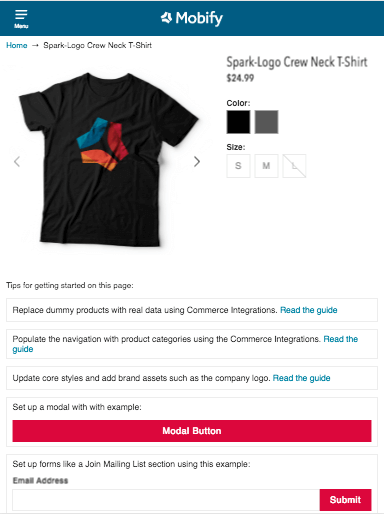 Menu
Mobify
Home → Spark-Logo Crew Neck T-Shirt
Spark-Logo Crew Neck T-Shirt
$24.99
Color:
Size:
S M L
Tips for getting started on this page:
Replace dummy products with real data using Commerce Integrations. Read the guide
Populate the navigation with product categories using the Commerce Integrations. Read the
guide
Update core styles and add brand assets such as the company logo. Read the guide
Set up a modal with with example:
Modal Button
Set up forms like a Join Mailing List section using this example:
Email Address
Submit